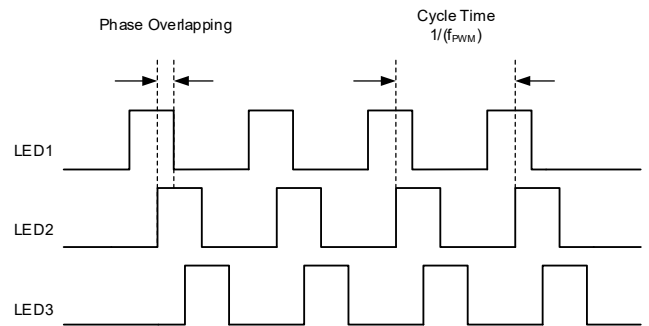 Phase Overlapping
Cycle Time
1/(fPWM)
LED1
LED2
LED3